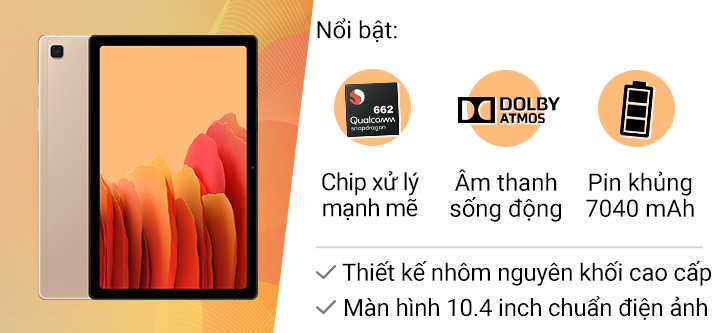 Nổi bật:
662
Qualcomm
snapdragon
DOLBY
ATMOS
Chip xử lý
mạnh mẽ
Âm thanh
sống động
Pin khủng
7040 mAh
Thiết kế nhôm nguyên khối cao cấp
Màn hình 10.4 inch chuẩn điện ảnh